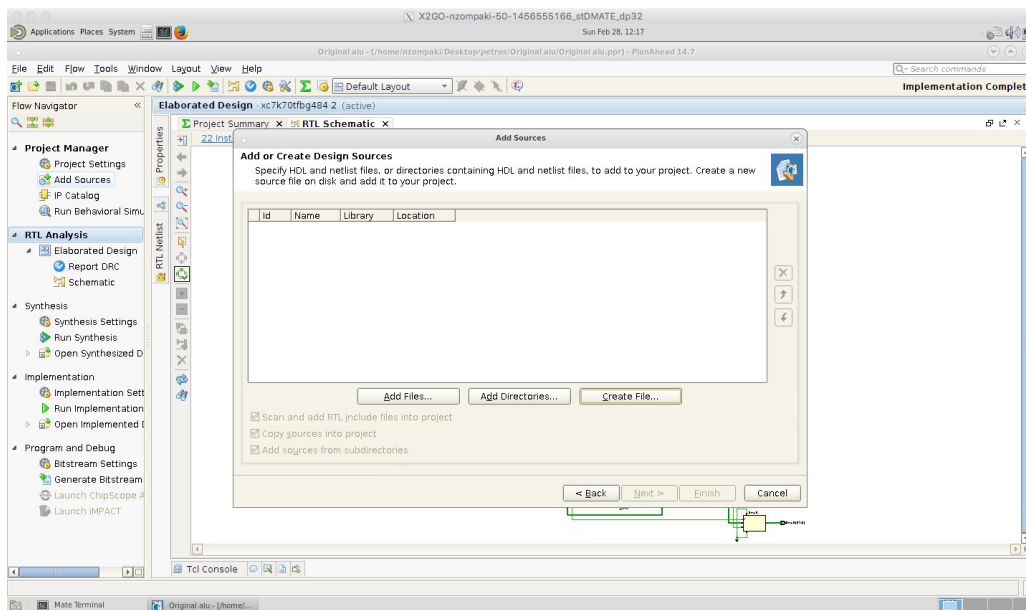 X2GO-nzompaki-50-1456555166_stDMATE_dp32
Applications Places System
Sun Feb 28, 12:17
Original alu - [/home/nzompaki/Desktop/petros/Original alu/Original alu.ppr] - PlanAhead 14.7
File Edit Flow Tools Window Layout View Help
Search commands
Default Layout
Implementation Complet
Flow Navigator
Elaborated Design - xc7k70tfbg484-2 (active)
Project Summary
RTL Schematic
22 Inst
Properties
RTL Netlist
Project Manager
Project Settings
Add Sources
IP Catalog
Run Behavioral Simu
RTL Analysis
Elaborated Design
Report DRC
Schematic
Synthesis
Synthesis Settings
Run Synthesis
Open Synthesized D
Implementation
Implementation Sett
Run Implementation
Open Implemented
Program and Debug
Bitstream Settings
Generate Bitstream
Launch ChipScope A
Launch iMPACT
Add Sources
Add or Create Design Sources
Specify HDL and netlist files, or directories containing HDL and netlist files, to add to your project. Create a new
source file on disk and add it to your project.
Id Name Library Location
Add Files... Add Directories... Create File...
Scan and add RTL include files into project
Copy sources into project
Add sources from subdirectories
< Back Next > Finish Cancel
Tcl Console
Mate Terminal
Original alu - [/home/...